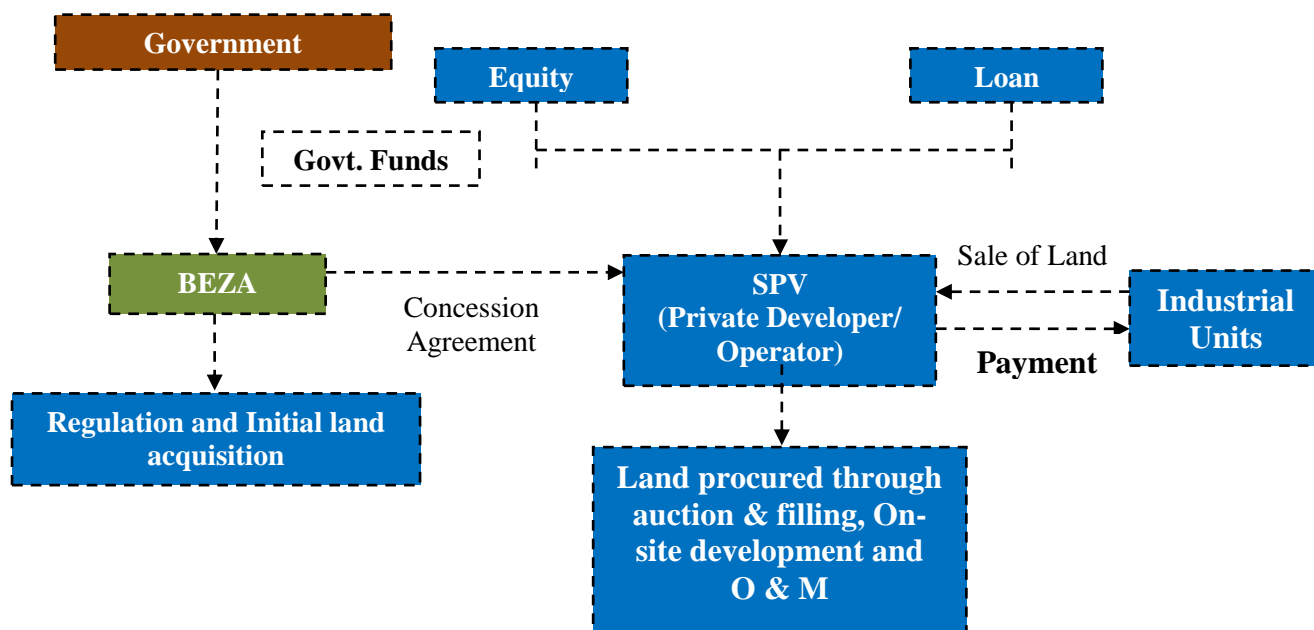 Government
Equity
Loan
Govt. Funds
BEZA
Concession
Agreement
SPV
(Private Developer/
Operator)
Sale of Land
Payment
Industrial
Units
Regulation and Initial land
acquisition
Land procured through
auction & filling, On-
site development and
O & M